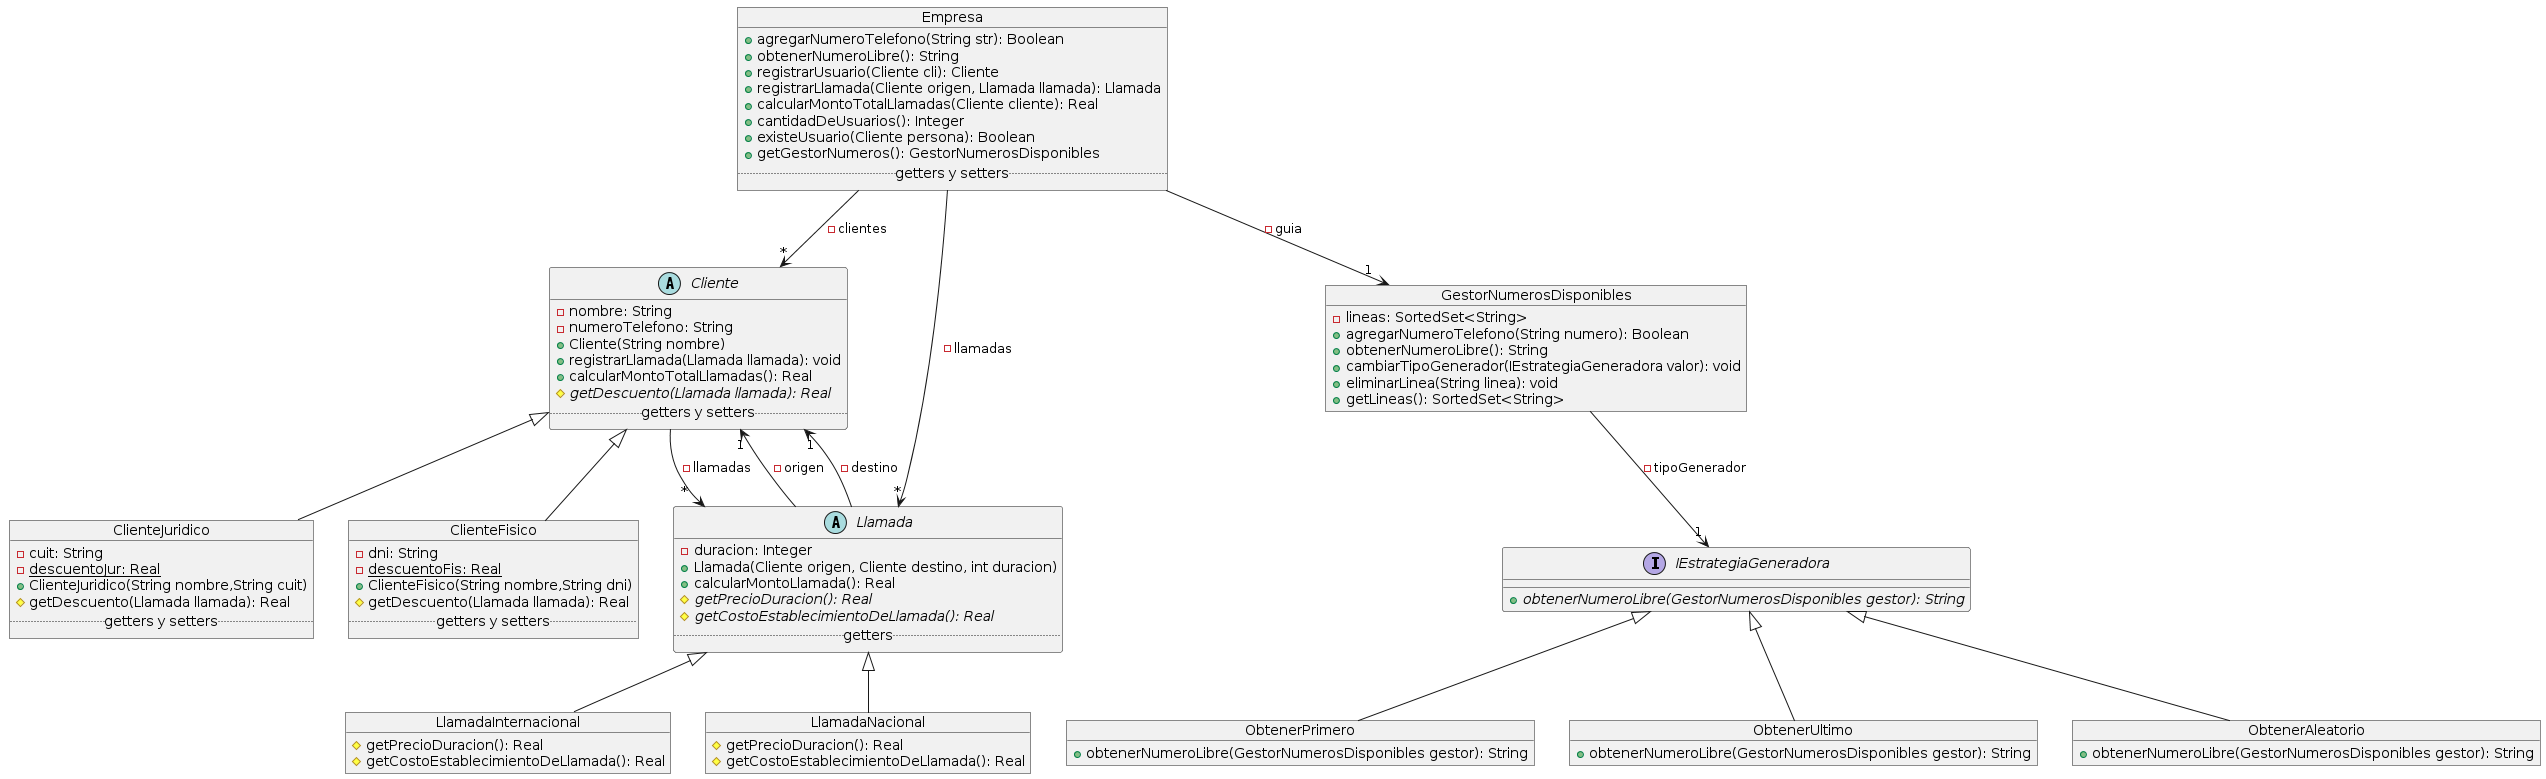 Empresa
agregarNumeroTelefono(String str): Boolean
obtenerNumeroLibre(): String
registrarUsuario(Cliente cli): Cliente
registrarLlamada(Cliente origen, Llamada llamada): Llamada
calcularMontoTotalLlamadas(Cliente cliente): Real
cantidadDeUsuarios(): Integer
existeUsuario(Cliente persona): Boolean
getGestorNumeros(): GestorNumerosDisponibles
getters y setters
clientes
*
llamadas
*
guia
1
A Cliente
nombre: String
numeroTelefono: String
Cliente(String nombre)
registrarLlamada(Llamada llamada): void
calcularMontoTotalLlamadas(): Real
getDescuento(Llamada llamada): Real
getters y setters
GestorNumerosDisponibles
lineas: SortedSet<String>
agregarNumeroTelefono(String numero): Boolean
obtenerNumeroLibre(): String
cambiarTipoGenerador(IEstrategiaGeneradora valor): void
eliminarLinea(String linea): void
getLineas(): SortedSet<String>
llamadas
*
origen
1
destino
1
tipoGenerador
1
ClienteJuridico
cuit: String
descuentoJur: Real
ClienteJuridico(String nombre,String cuit)
getDescuento(Llamada llamada): Real
getters y setters
ClienteFisico
dni: String
descuentoFis: Real
ClienteFisico(String nombre,String dni)
getDescuento(Llamada llamada): Real
getters y setters
A Llamada
duracion: Integer
Llamada(Cliente origen, Cliente destino, int duracion)
calcularMontoLlamada(): Real
getPrecioDuracion(): Real
getCostoEstablecimientoDeLlamada(): Real
getters
I IEstrategiaGeneradora
obtenerNumeroLibre(GestorNumerosDisponibles gestor): String
LlamadaInternacional
getPrecioDuracion(): Real
getCostoEstablecimientoDeLlamada(): Real
LlamadaNacional
getPrecioDuracion(): Real
getCostoEstablecimientoDeLlamada(): Real
ObtenerPrimero
obtenerNumeroLibre(GestorNumerosDisponibles gestor): String
ObtenerUltimo
obtenerNumeroLibre(GestorNumerosDisponibles gestor): String
ObtenerAleatorio
obtenerNumeroLibre(GestorNumerosDisponibles gestor): String